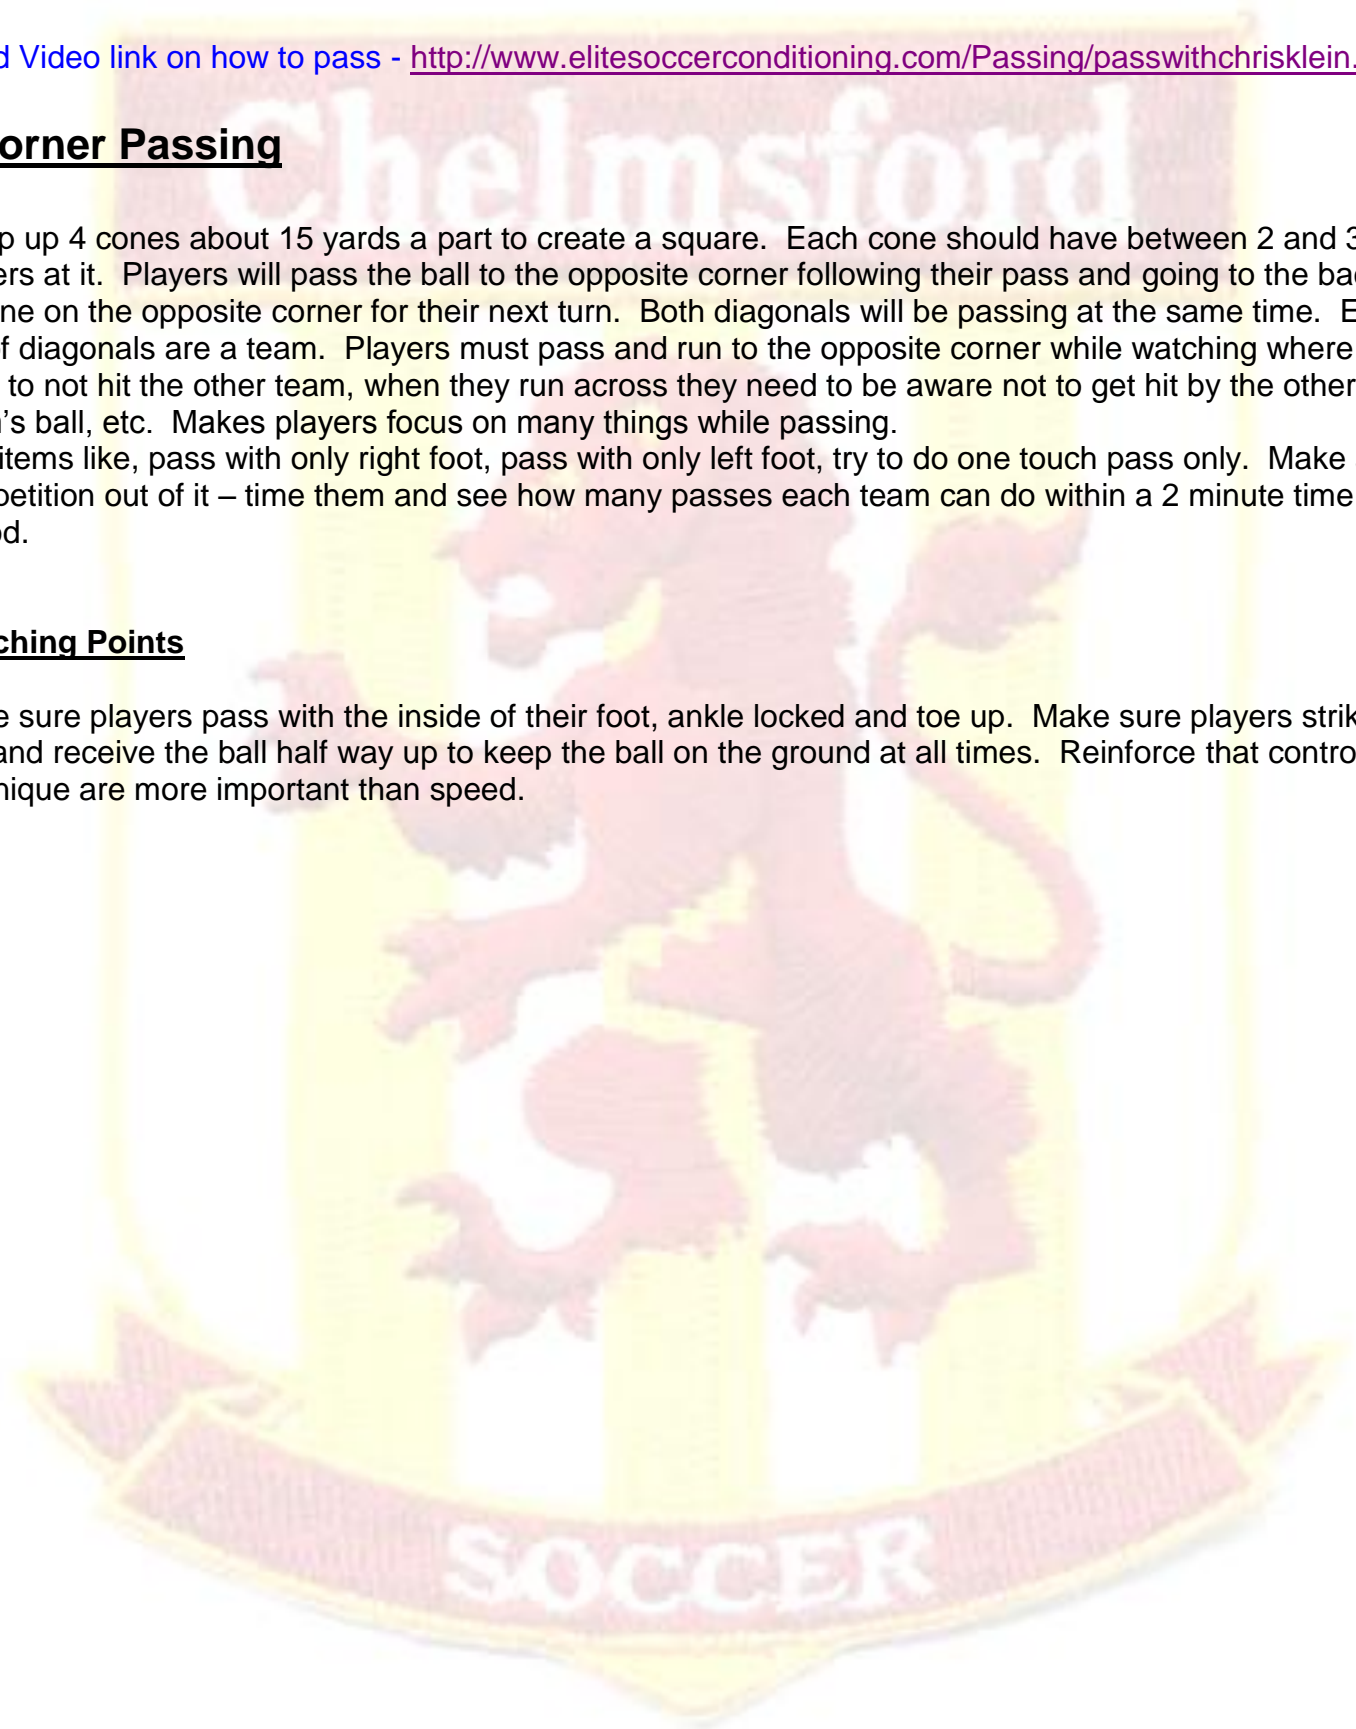 d Video link on how to pass - http://www.elitesoccerconditioning.com/Passing/passwithchrisklein.
Chelmsford
orner Passing
p up 4 cones about 15 yards a part to create a square. Each cone should have between 2 and 3
ers at it. Players will pass the ball to the opposite corner following their pass and going to the bac
ne on the opposite corner for their next turn. Both diagonals will be passing at the same time. E
of diagonals are a team. Players must pass and run to the opposite corner while watching where
to not hit the other team, when they run across they need to be aware not to get hit by the other
's ball, etc. Makes players focus on many things while passing.
items like, pass with only right foot, pass with only left foot, try to do one touch pass only. Make
petition out of it – time them and see how many passes each team can do within a 2 minute time
od.
ching Points
e sure players pass with the inside of their foot, ankle locked and toe up. Make sure players strik
and receive the ball half way up to keep the ball on the ground at all times. Reinforce that contro
nique are more important than speed.
SOCCER